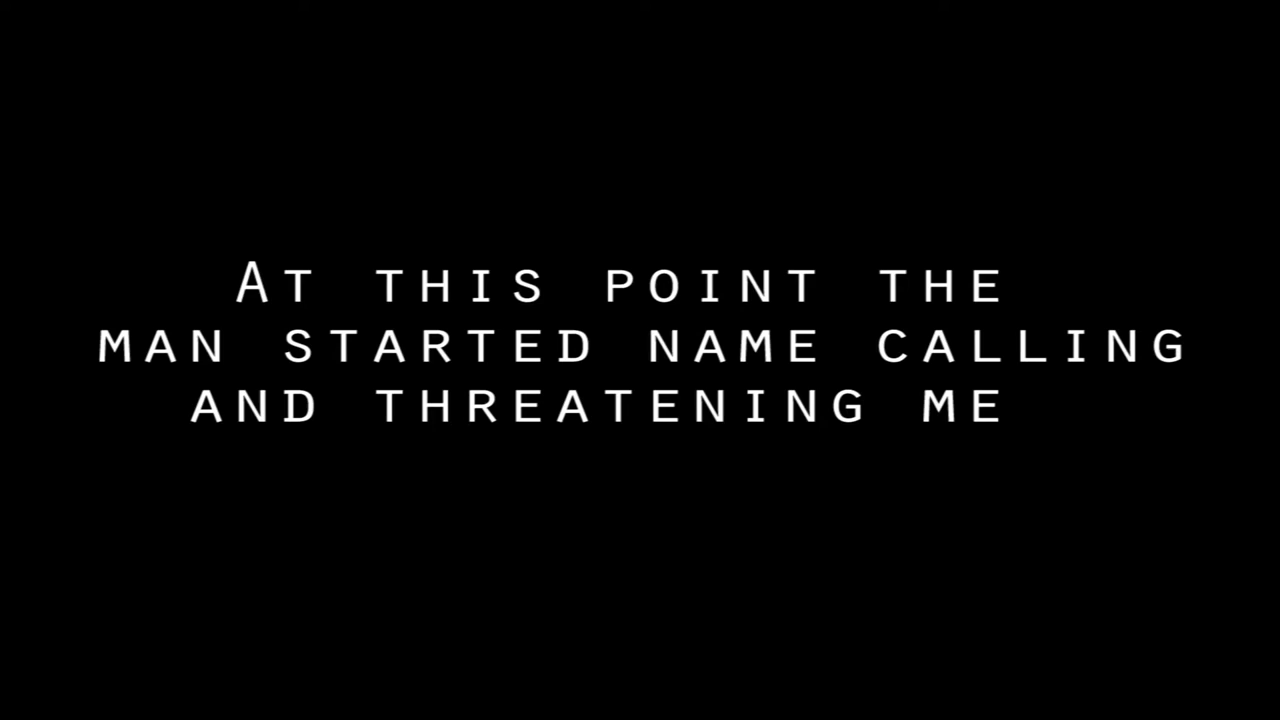 At this point the
man started name calling
and threatening me